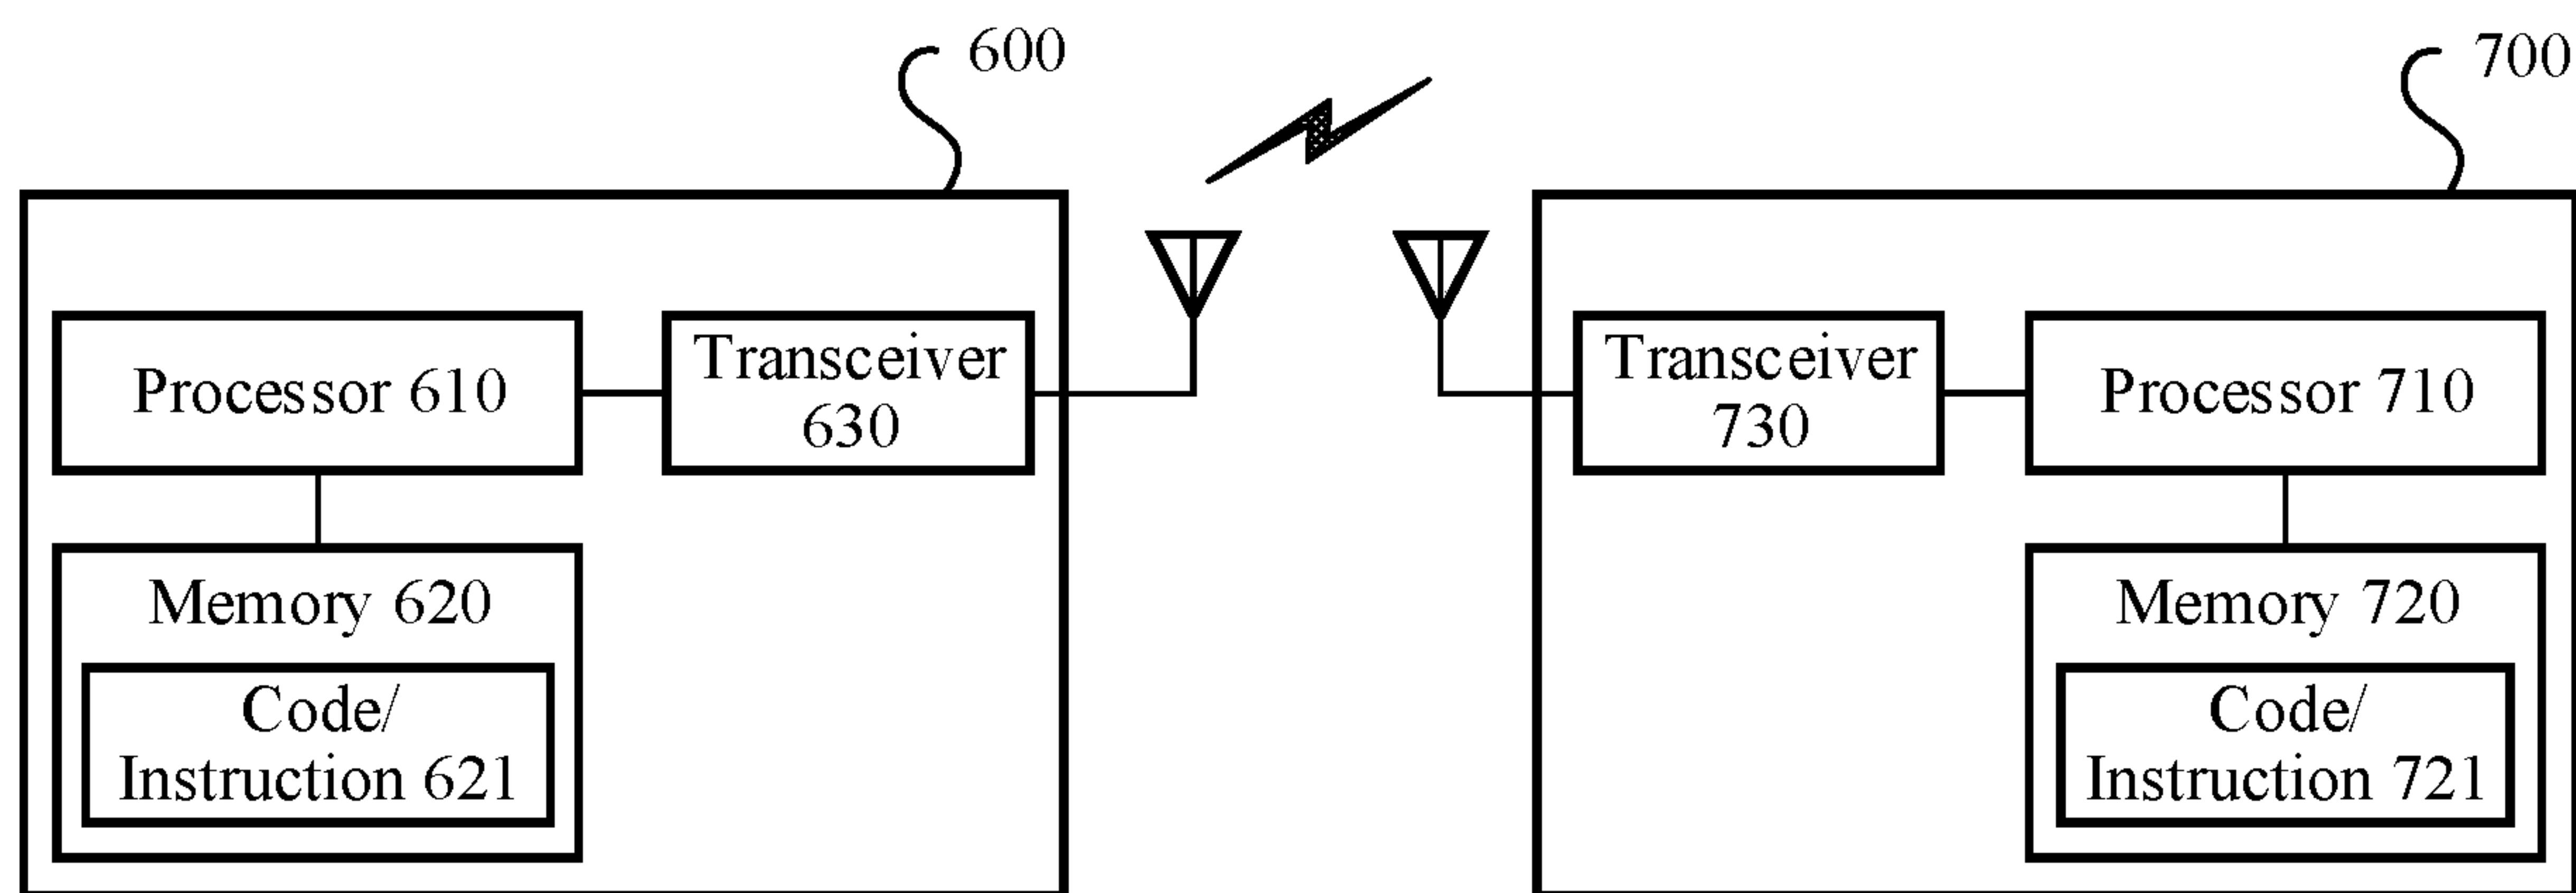 600
700
Processor 610
Transceiver
630
Transceiver
730
Processor 710
Memory 620
Code/
Instruction 621
Memory 720
Code/
Instruction 721